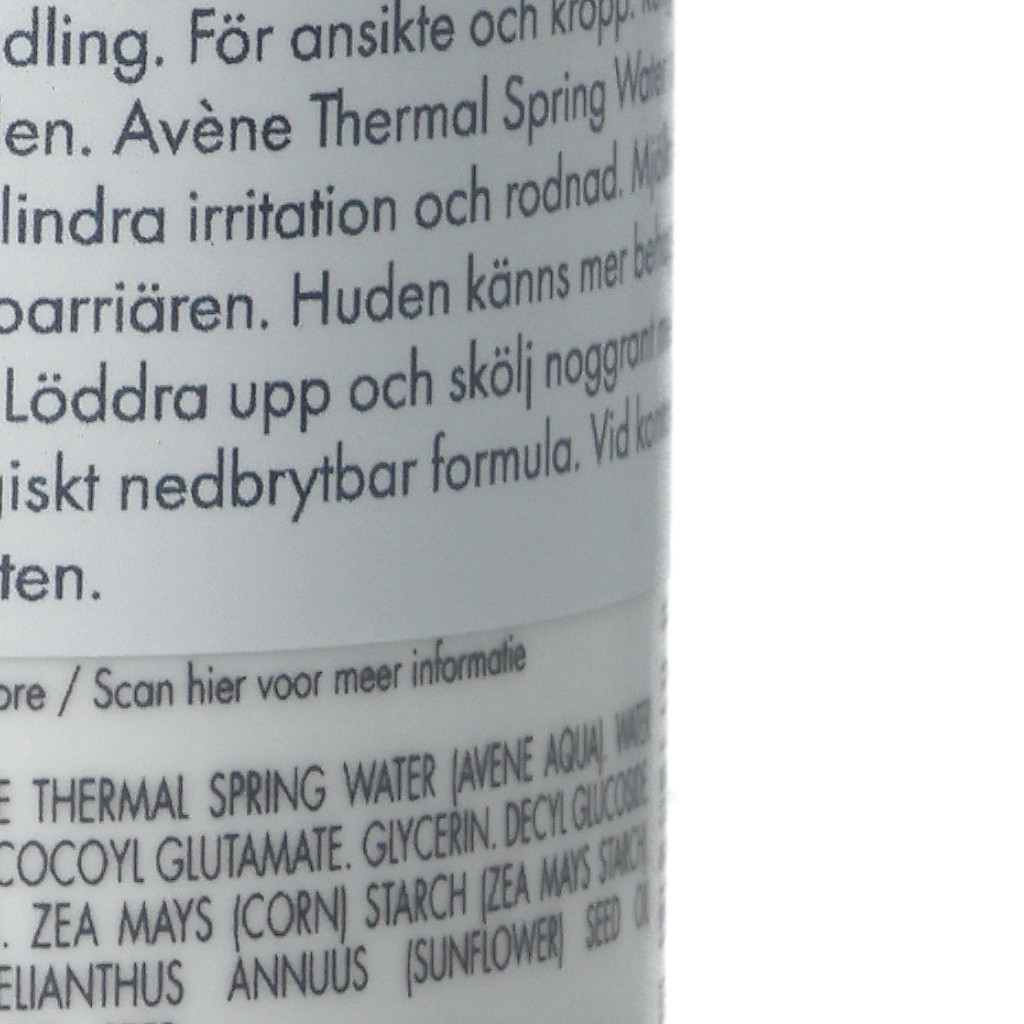 dling. För ansikte och kropp.
en. Avène Thermal Spring Water
lindra irritation och rodnad.
barriären. Huden känns mer
Löddra upp och skölj noggrant
iskt nedbrytbar formula. Vid
ten.
ore / Scan hier voor meer informatie
E THERMAL SPRING WATER (AVENE AQUA). WATER
COCOYL GLUTAMATE. GLYCERIN. DECYL GLUCOSIDE
. ZEA MAYS (CORN) STARCH (ZEA MAYS STARCH)
ELIANTHUS ANNUUS (SUNFLOWER) SEED OIL